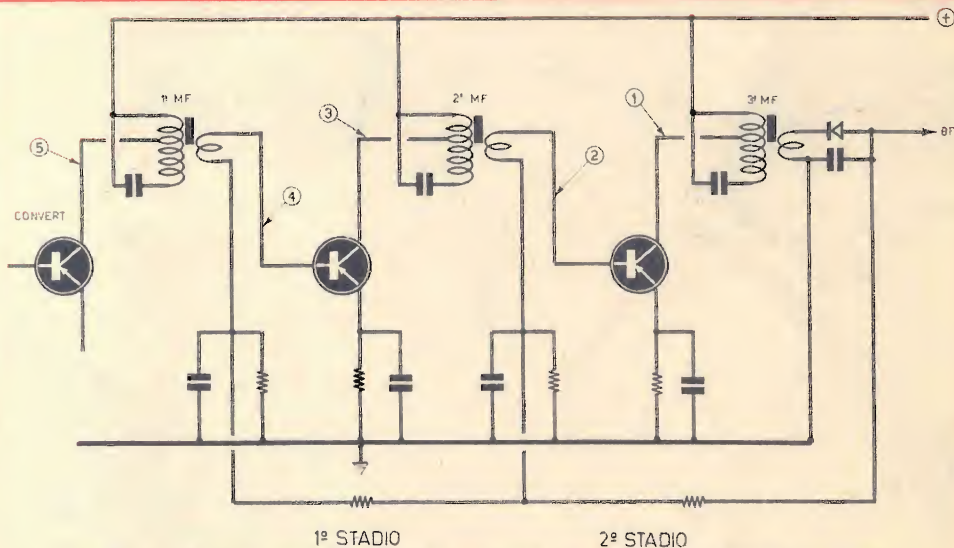 +
1ª MF
2ª MF
3ª MF
BF
5
3
1
4
2
CONVERT
1º STADIO
2º STADIO